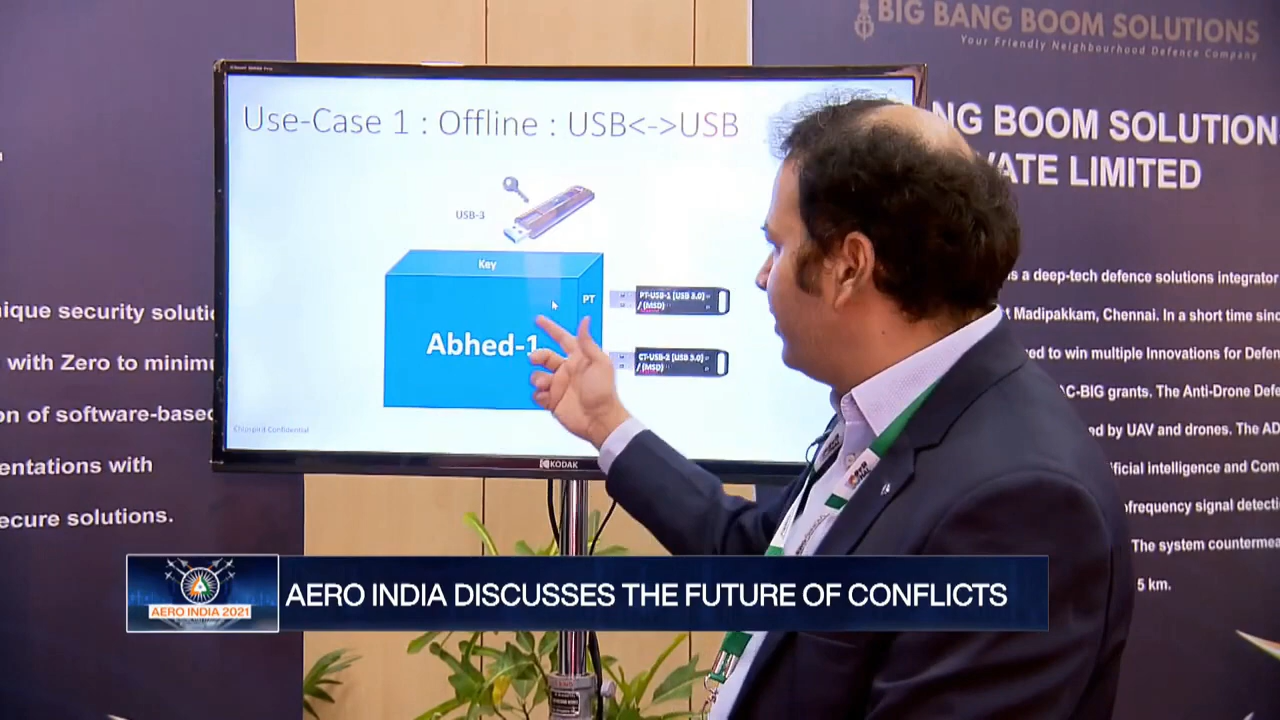 BIG BANG BOOM SOLUTIONS
Your Friendly Neighbourhood Defence Company
NG BOOM SOLUTION
VATE LIMITED
Use-Case 1 : Offline : USB<->USB
USB-3
Key
PT
Abhed-1
PT-USB-1 [USB 3.0]
/ (MSD)
CT-USB-2 [USB 3.0]
/ (MSD)
Confidential
KODAK
ique security soluti
with Zero to minimu
on of software-based
entations with
ecure solutions.
s a deep-tech defence solutions integrator
t Madipakkam, Chennai. In a short time sinc
ed to win multiple Innovations for Defen
C-BIG grants. The Anti-Drone Defe
ed by UAV and drones. The AD
ficial intelligence and Com
ofrequency signal detecti
The system countermea
5 km.
AERO INDIA 2021
AERO INDIA DISCUSSES THE FUTURE OF CONFLICTS